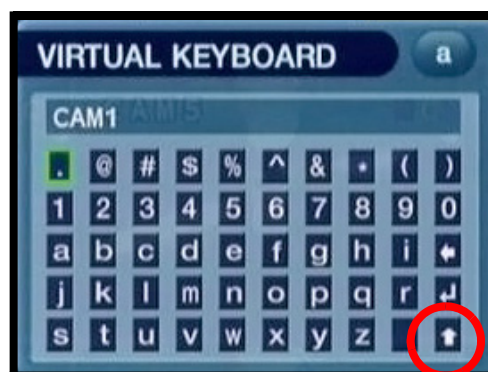 VIRTUAL KEYBOARD a
CAM1
. @ # $ % ^ & * ( )
1 2 3 4 5 6 7 8 9 0
a b c d e f g h i ←
j k l m n o p q r ↵
s t u v w x y z ⬆